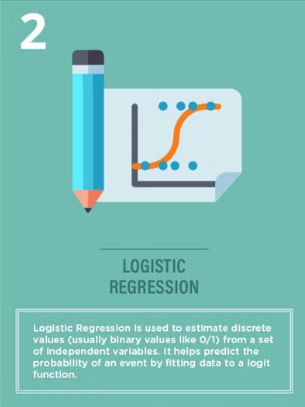 2
LOGISTIC
REGRESSION
Logistic Regression is used to estimate discrete
values (usually binary values like 0/1) from a set
of independent variables. It helps predict the
probability of an event by fitting data to a logit
function.